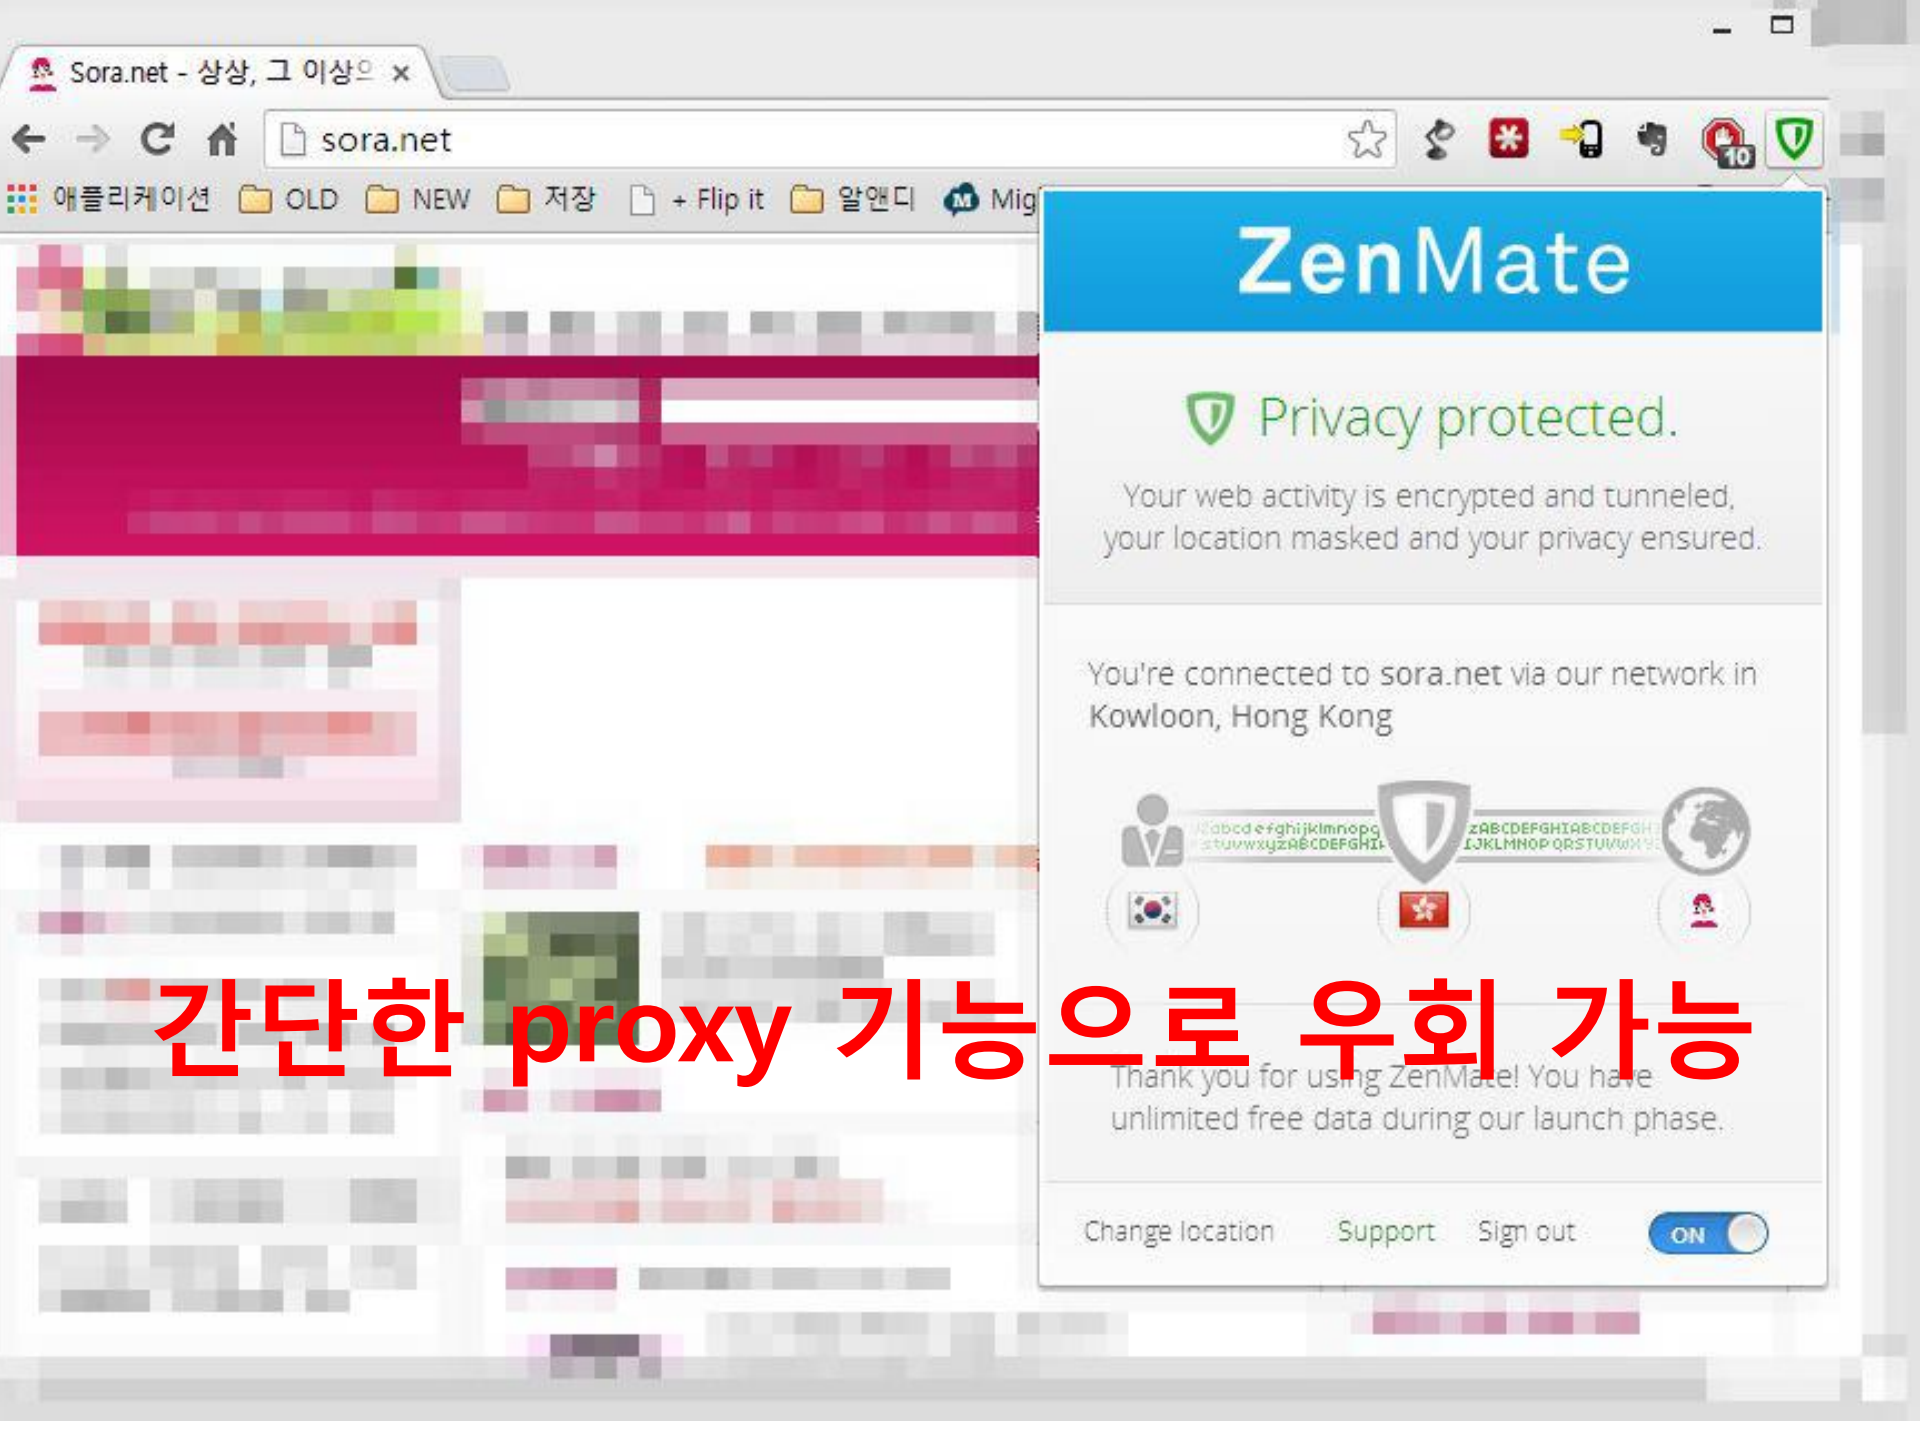 Sora.net - 상상, 그 이상으
sora.net
10
애플리케이션 OLD NEW 저장 + Flip it 알앤디 Mig
ZenMate
Privacy protected.
Your web activity is encrypted and tunneled,
your location masked and your privacy ensured.
You're connected to sora.net via our network in
Kowloon, Hong Kong
간단한 proxy 기능으로 우회 가능
Thank you for using ZenMate! You have
unlimited free data during our launch phase.
Change location Support Sign out ON